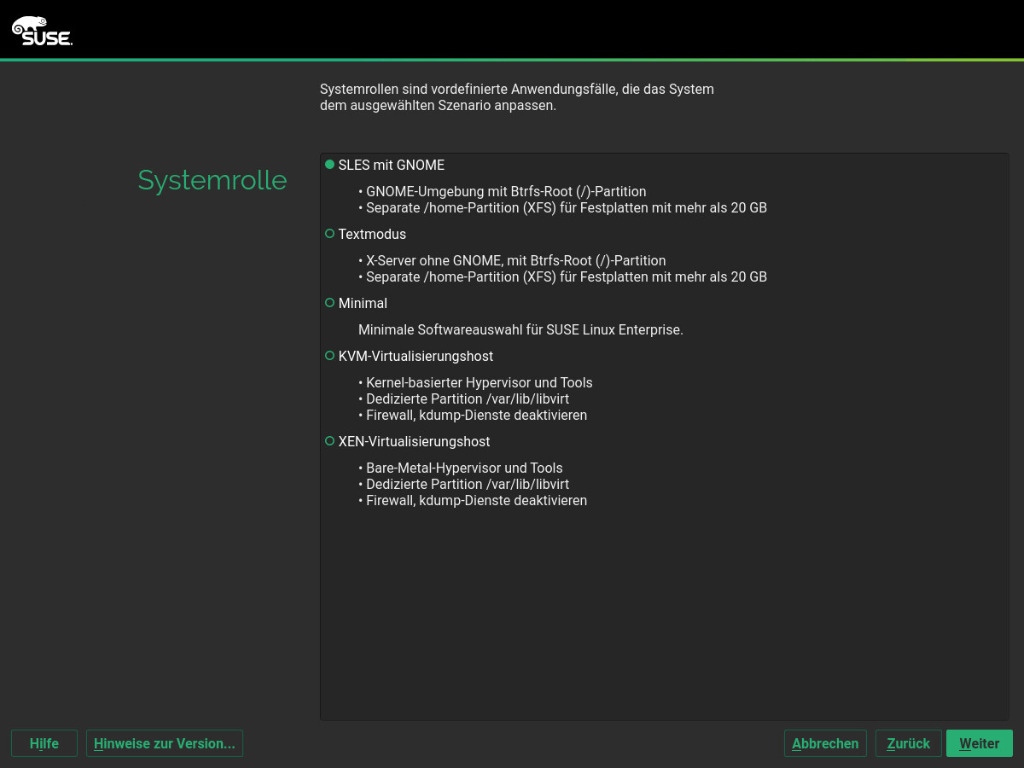 SUSE.
Systemrollen sind vordefinierte Anwendungsfälle, die das System
dem ausgewählten Szenario anpassen.
Systemrolle
SLES mit GNOME
• GNOME-Umgebung mit Btrfs-Root (/)-Partition
• Separate /home-Partition (XFS) für Festplatten mit mehr als 20 GB
Textmodus
• X-Server ohne GNOME, mit Btrfs-Root (/)-Partition
• Separate /home-Partition (XFS) für Festplatten mit mehr als 20 GB
Minimal
Minimale Softwareauswahl für SUSE Linux Enterprise.
KVM-Virtualisierungshost
• Kernel-basierter Hypervisor und Tools
• Dedizierte Partition /var/lib/libvirt
• Firewall, kdump-Dienste deaktivieren
XEN-Virtualisierungshost
• Bare-Metal-Hypervisor und Tools
• Dedizierte Partition /var/lib/libvirt
• Firewall, kdump-Dienste deaktivieren
Hilfe
Hinweise zur Version...
Abbrechen
Zurück
Weiter